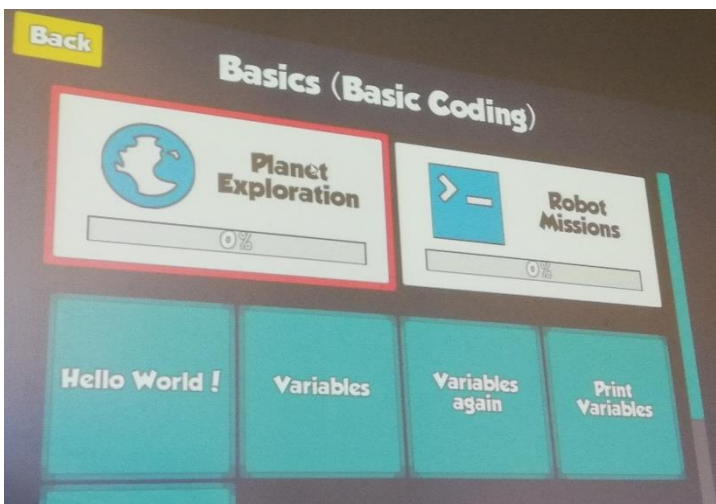 Back
Basics (Basic Coding)
Planet
Exploration
0%
Robot
Missions
0%
Hello World !
Variables
Variables
again
Print
Variables